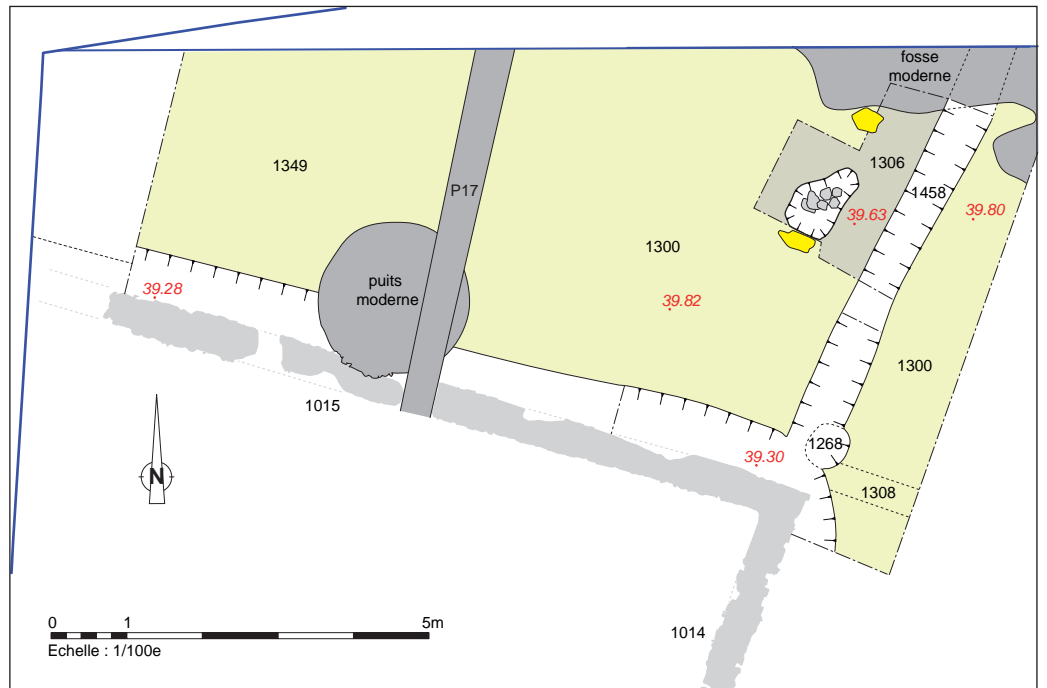 fosse
moderne
1349
1306
P17
1458
39.63
39.80
1300
puits
moderne
39.28
39.82
1300
1015
1268
39.30
N
1308
0 1 5m
Echelle : 1/100e
1014